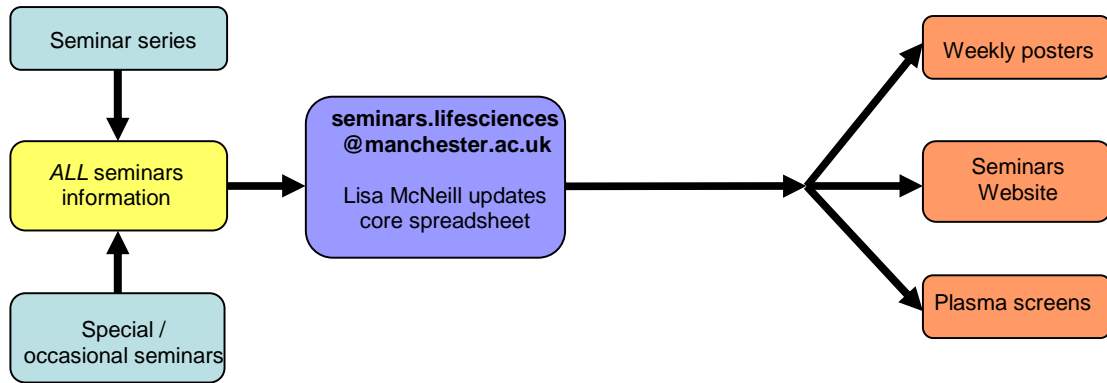 Seminar series
ALL seminars
information
Special /
occasional seminars
seminars.lifesciences
@manchester.ac.uk
Lisa McNeill updates
core spreadsheet
Weekly posters
Seminars
Website
Plasma screens